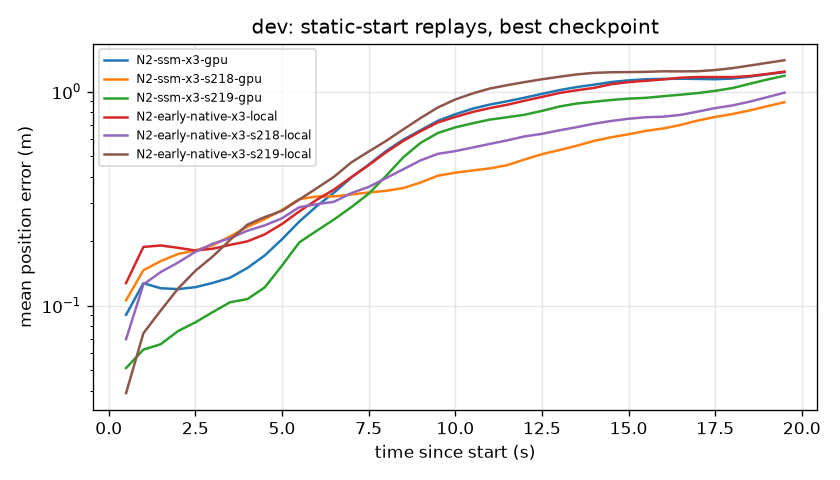 dev: static-start replays, best checkpoint
N2-ssm-x3-gpu
N2-ssm-x3-s218-gpu
N2-ssm-x3-s219-gpu
N2-early-native-x3-local
N2-early-native-x3-s218-local
N2-early-native-x3-s219-local
mean position error (m)
10⁰
10⁻¹
0.0 2.5 5.0 7.5 10.0 12.5 15.0 17.5 20.0
time since start (s)